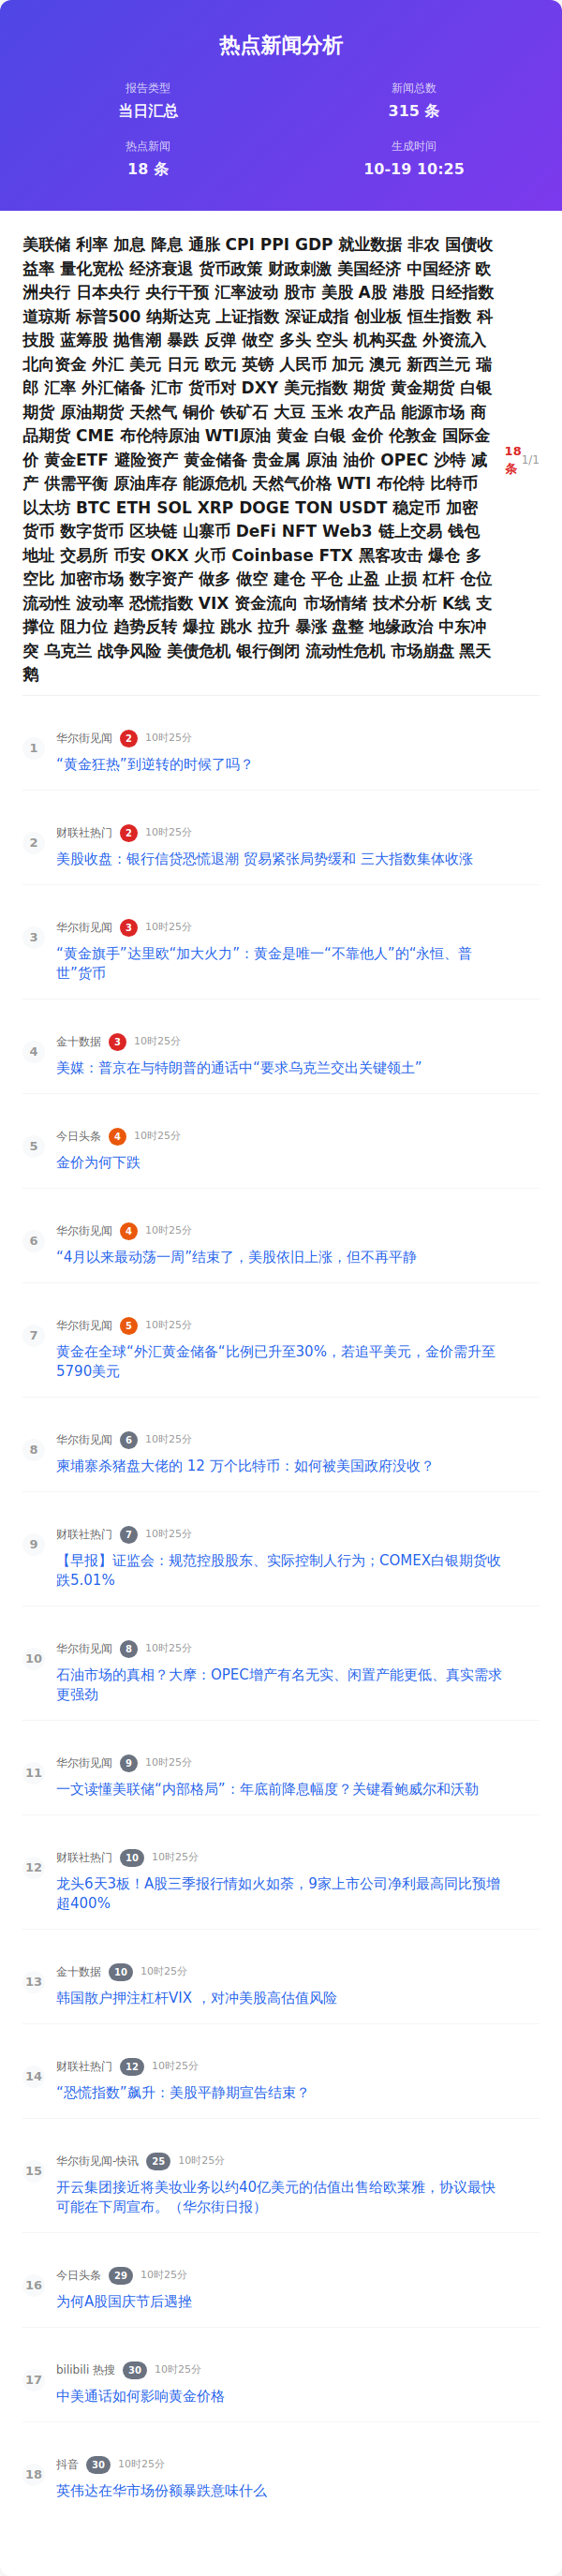 热点新闻分析
报告类型
新闻总数
当日汇总
315 条
热点新闻
生成时间
18 条
10-19 10:25
美联储 利率 加息 降息 通胀 CPI PPI GDP 就业数据 非农 国债收
益率 量化宽松 经济衰退 货币政策 财政刺激 美国经济 中国经济 欧
洲央行 日本央行 央行干预 汇率波动 股市 美股 A股 港股 日经指数
道琼斯 标普500 纳斯达克 上证指数 深证成指 创业板 恒生指数 科
技股 蓝筹股 抛售潮 暴跌 反弹 做空 多头 空头 机构买盘 外资流入
北向资金 外汇 美元 日元 欧元 英镑 人民币 加元 澳元 新西兰元 瑞
郎 汇率 外汇储备 汇市 货币对 DXY 美元指数 期货 黄金期货 白银
期货 原油期货 天然气 铜价 铁矿石 大豆 玉米 农产品 能源市场 商
品期货 CME 布伦特原油 WTI原油 黄金 白银 金价 伦敦金 国际金
价 黄金ETF 避险资产 黄金储备 贵金属 原油 油价 OPEC 沙特 减
产 供需平衡 原油库存 能源危机 天然气价格 WTI 布伦特 比特币
以太坊 BTC ETH SOL XRP DOGE TON USDT 稳定币 加密
货币 数字货币 区块链 山寨币 DeFi NFT Web3 链上交易 钱包
地址 交易所 币安 OKX 火币 Coinbase FTX 黑客攻击 爆仓 多
空比 加密市场 数字资产 做多 做空 建仓 平仓 止盈 止损 杠杆 仓位
流动性 波动率 恐慌指数 VIX 资金流向 市场情绪 技术分析 K线 支
撑位 阻力位 趋势反转 爆拉 跳水 拉升 暴涨 盘整 地缘政治 中东冲
突 乌克兰 战争风险 美债危机 银行倒闭 流动性危机 市场崩盘 黑天
鹅
18
条
1/1
1
华尔街见闻 2 10时25分
“黄金狂热”到逆转的时候了吗？
2
财联社热门 2 10时25分
美股收盘：银行信贷恐慌退潮 贸易紧张局势缓和 三大指数集体收涨
3
华尔街见闻 3 10时25分
“黄金旗手”达里欧“加大火力”：黄金是唯一“不靠他人”的“永恒、普
世”货币
4
金十数据 3 10时25分
美媒：普京在与特朗普的通话中“要求乌克兰交出关键领土”
5
今日头条 4 10时25分
金价为何下跌
6
华尔街见闻 4 10时25分
“4月以来最动荡一周”结束了，美股依旧上涨，但不再平静
7
华尔街见闻 5 10时25分
黄金在全球“外汇黄金储备“比例已升至30%，若追平美元，金价需升至
5790美元
8
华尔街见闻 6 10时25分
柬埔寨杀猪盘大佬的 12 万个比特币：如何被美国政府没收？
9
财联社热门 7 10时25分
【早报】证监会：规范控股股东、实际控制人行为；COMEX白银期货收
跌5.01%
10
华尔街见闻 8 10时25分
石油市场的真相？大摩：OPEC增产有名无实、闲置产能更低、真实需求
更强劲
11
华尔街见闻 9 10时25分
一文读懂美联储“内部格局”：年底前降息幅度？关键看鲍威尔和沃勒
12
财联社热门 10 10时25分
龙头6天3板！A股三季报行情如火如荼，9家上市公司净利最高同比预增
超400%
13
金十数据 10 10时25分
韩国散户押注杠杆VIX ，对冲美股高估值风险
14
财联社热门 12 10时25分
“恐慌指数”飙升：美股平静期宣告结束？
15
华尔街见闻-快讯 25 10时25分
开云集团接近将美妆业务以约40亿美元的估值出售给欧莱雅，协议最快
可能在下周宣布。（华尔街日报）
16
今日头条 29 10时25分
为何A股国庆节后遇挫
17
bilibili 热搜 30 10时25分
中美通话如何影响黄金价格
18
抖音 30 10时25分
英伟达在华市场份额暴跌意味什么